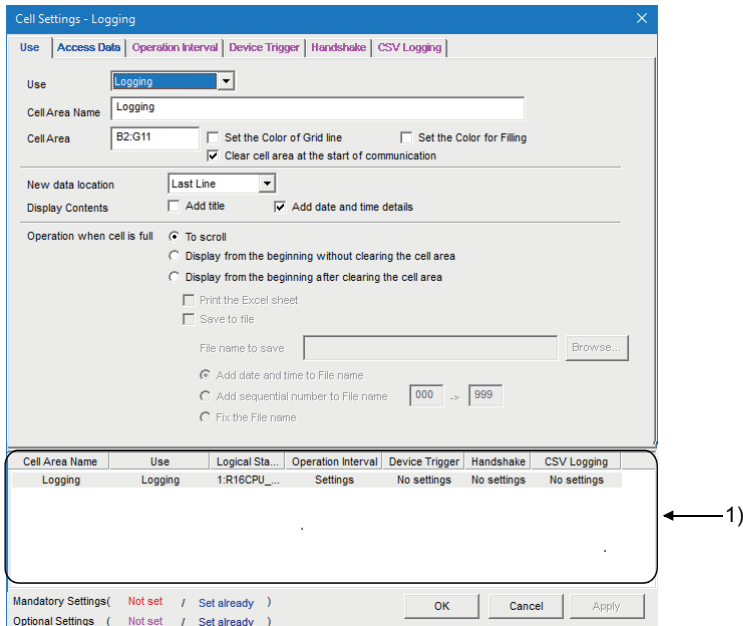 Cell Settings - Logging
Use Access Data Operation Interval Device Trigger Handshake CSV Logging
Use Logging
Cell Area Name Logging
Cell Area B2:G11 Set the Color of Grid line Set the Color for Filling
Clear cell area at the start of communication
New data location Last Line
Display Contents Add title Add date and time details
Operation when cell is full To scroll
Display from the beginning without clearing the cell area
Display from the beginning after clearing the cell area
Print the Excel sheet
Save to file
File name to save Browse...
Add date and time to File name
Add sequential number to File name 000 -> 999
Fix the File name
Cell Area Name Use Logical Sta... Operation Interval Device Trigger Handshake CSV Logging
Logging Logging 1:R16CPU_... Settings No settings No settings No settings
1)
Mandatory Settings( Not set / Set already ) OK Cancel Apply
Optional Settings ( Not set / Set already )